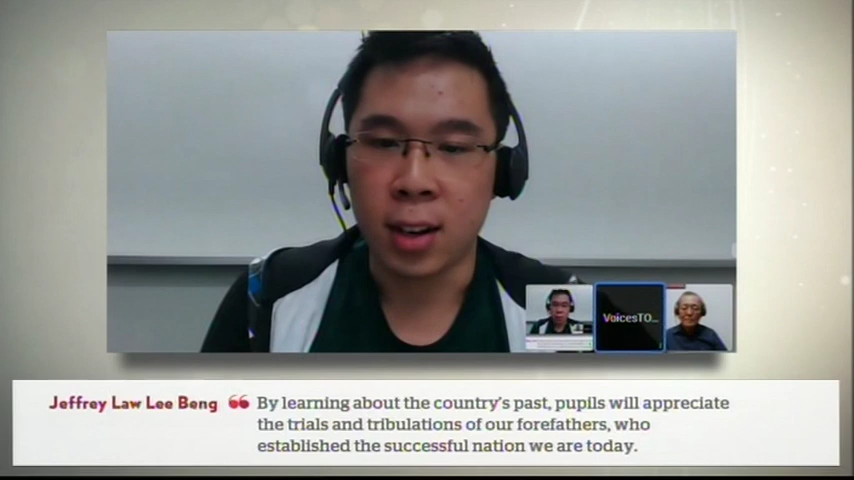 VoicesTO...
Jeffrey Law Lee Beng “ By learning about the country's past, pupils will appreciate
the trials and tribulations of our forefathers, who
established the successful nation we are today.